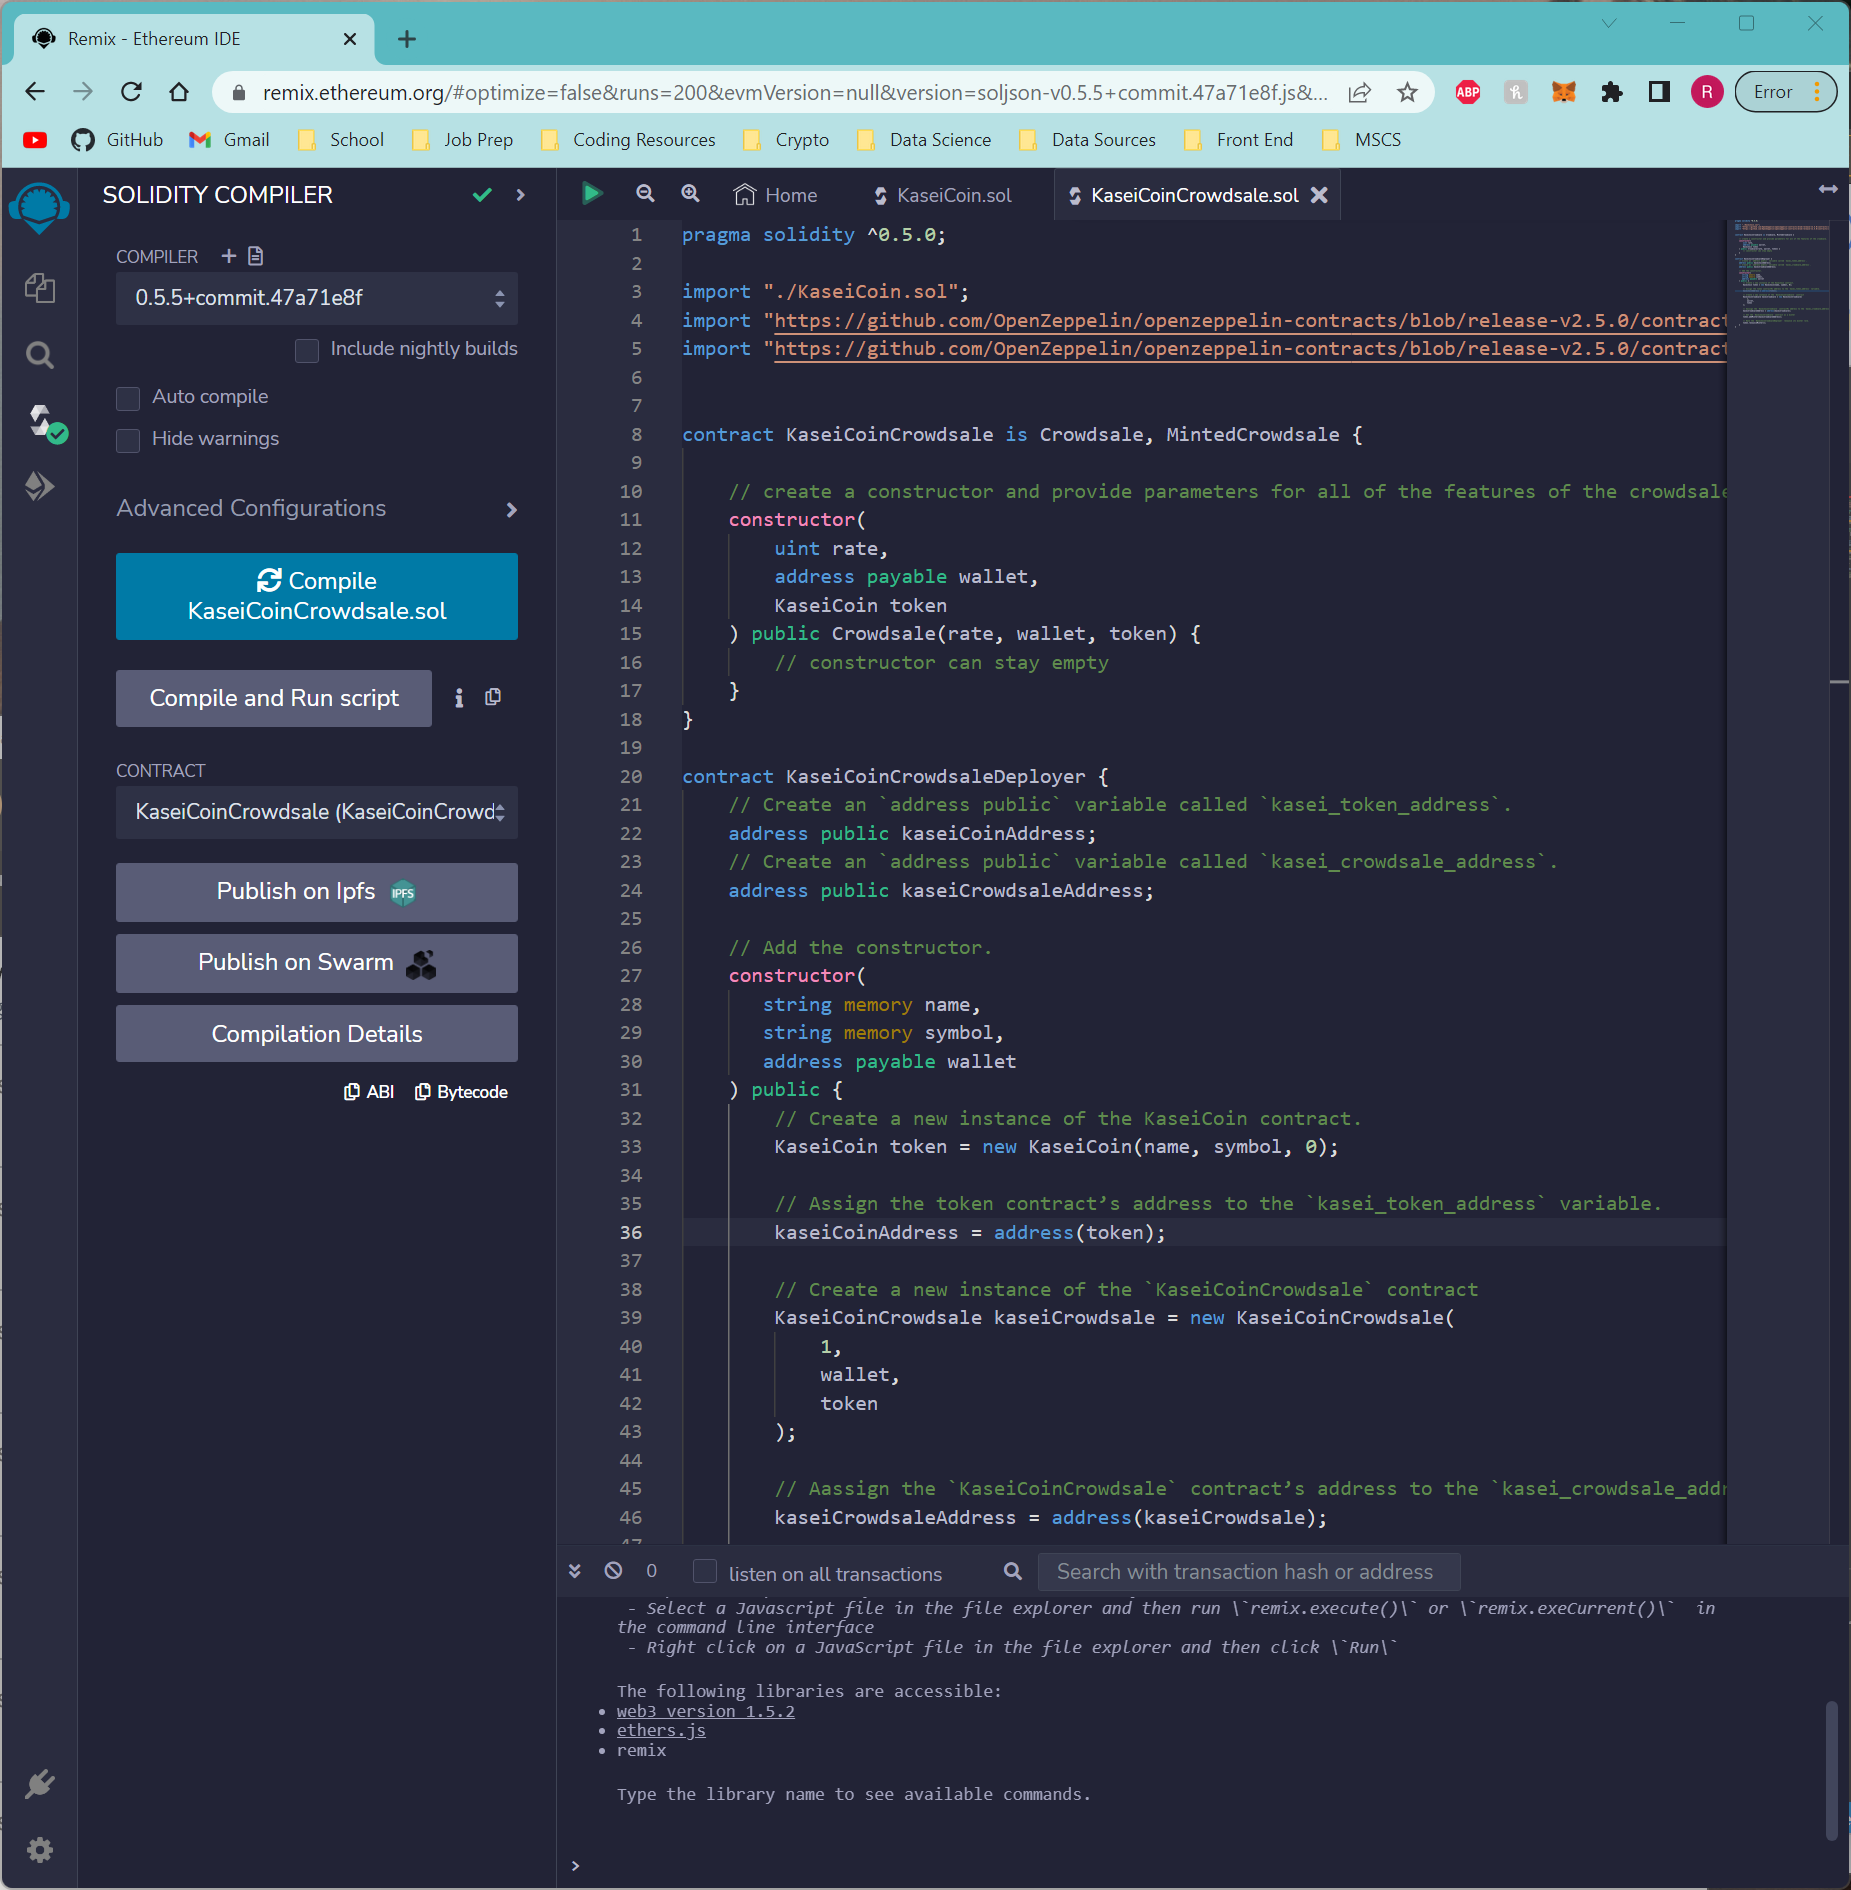 Remix - Ethereum IDE
remix.ethereum.org/#optimize=false&runs=200&evmVersion=null&version=soljson-v0.5.5+commit.47a71e8f.js&...
ABP
R
Error
GitHub
Gmail
School
Job Prep
Coding Resources
Crypto
Data Science
Data Sources
Front End
MSCS
SOLIDITY COMPILER
COMPILER
0.5.5+commit.47a71e8f
Include nightly builds
Auto compile
Hide warnings
Advanced Configurations
Compile
KaseiCoinCrowdsale.sol
Compile and Run script
CONTRACT
KaseiCoinCrowdsale (KaseiCoinCrowd
Publish on Ipfs
IPFS
Publish on Swarm
Compilation Details
ABI
Bytecode
Home
KaseiCoin.sol
KaseiCoinCrowdsale.sol
1 pragma solidity ^0.5.0;
2
3 import "./KaseiCoin.sol";
4 import "https://github.com/OpenZeppelin/openzeppelin-contracts/blob/release-v2.5.0/contract
5 import "https://github.com/OpenZeppelin/openzeppelin-contracts/blob/release-v2.5.0/contract
6
7
8 contract KaseiCoinCrowdsale is Crowdsale, MintedCrowdsale {
9
10 // create a constructor and provide parameters for all of the features of the crowdsale
11 constructor(
12 uint rate,
13 address payable wallet,
14 KaseiCoin token
15 ) public Crowdsale(rate, wallet, token) {
16 // constructor can stay empty
17 }
18 }
19
20 contract KaseiCoinCrowdsaleDeployer {
21 // Create an `address public` variable called `kasei_token_address`.
22 address public kaseiCoinAddress;
23 // Create an `address public` variable called `kasei_crowdsale_address`.
24 address public kaseiCrowdsaleAddress;
25
26 // Add the constructor.
27 constructor(
28 string memory name,
29 string memory symbol,
30 address payable wallet
31 ) public {
32 // Create a new instance of the KaseiCoin contract.
33 KaseiCoin token = new KaseiCoin(name, symbol, 0);
34
35 // Assign the token contract’s address to the `kasei_token_address` variable.
36 kaseiCoinAddress = address(token);
37
38 // Create a new instance of the `KaseiCoinCrowdsale` contract
39 KaseiCoinCrowdsale kaseiCrowdsale = new KaseiCoinCrowdsale(
40 1,
41 wallet,
42 token
43 );
44
45 // Aassign the `KaseiCoinCrowdsale` contract’s address to the `kasei_crowdsale_addr
46 kaseiCrowdsaleAddress = address(kaseiCrowdsale);
47
0
listen on all transactions
Search with transaction hash or address
- Select a Javascript file in the file explorer and then run \`remix.execute()\` or \`remix.exeCurrent()\` in
the command line interface
- Right click on a JavaScript file in the file explorer and then click \`Run\`
The following libraries are accessible:
• web3 version 1.5.2
• ethers.js
• remix
Type the library name to see available commands.
>